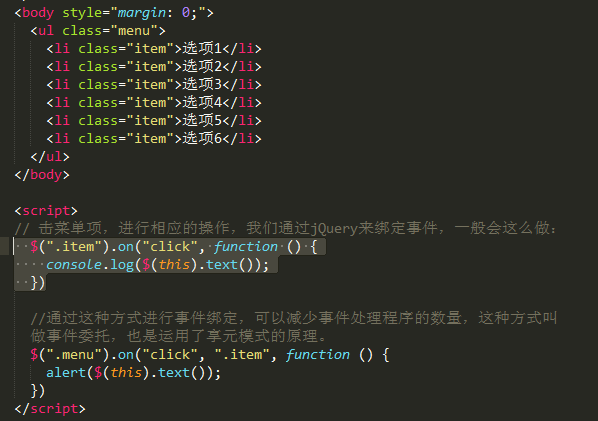 <body style="margin: 0;">
<ul class="menu">
<li class="item">选项1</li>
<li class="item">选项2</li>
<li class="item">选项3</li>
<li class="item">选项4</li>
<li class="item">选项5</li>
<li class="item">选项6</li>
</ul>
</body>
<script>
// 击菜单项，进行相应的操作，我们通过jQuery来绑定事件，一般会这么做：
$(".item").on("click", function () {
console.log($(this).text());
})
//通过这种方式进行事件绑定，可以减少事件处理程序的数量，这种方式叫
做事件委托，也是运用了享元模式的原理。
$(".menu").on("click", ".item", function () {
alert($(this).text());
})
</script>